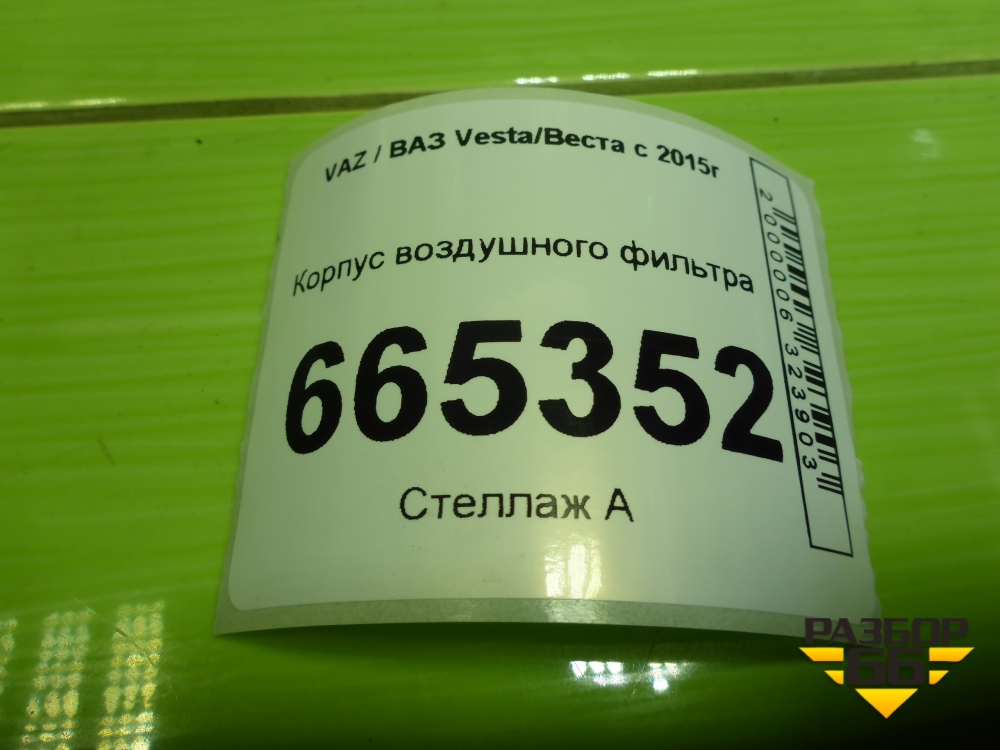 VAZ / ВАЗ Vesta/Веста с 2015г
Корпус воздушного фильтра
665352
Стеллаж А
2000006323903
РАЗБОР
66